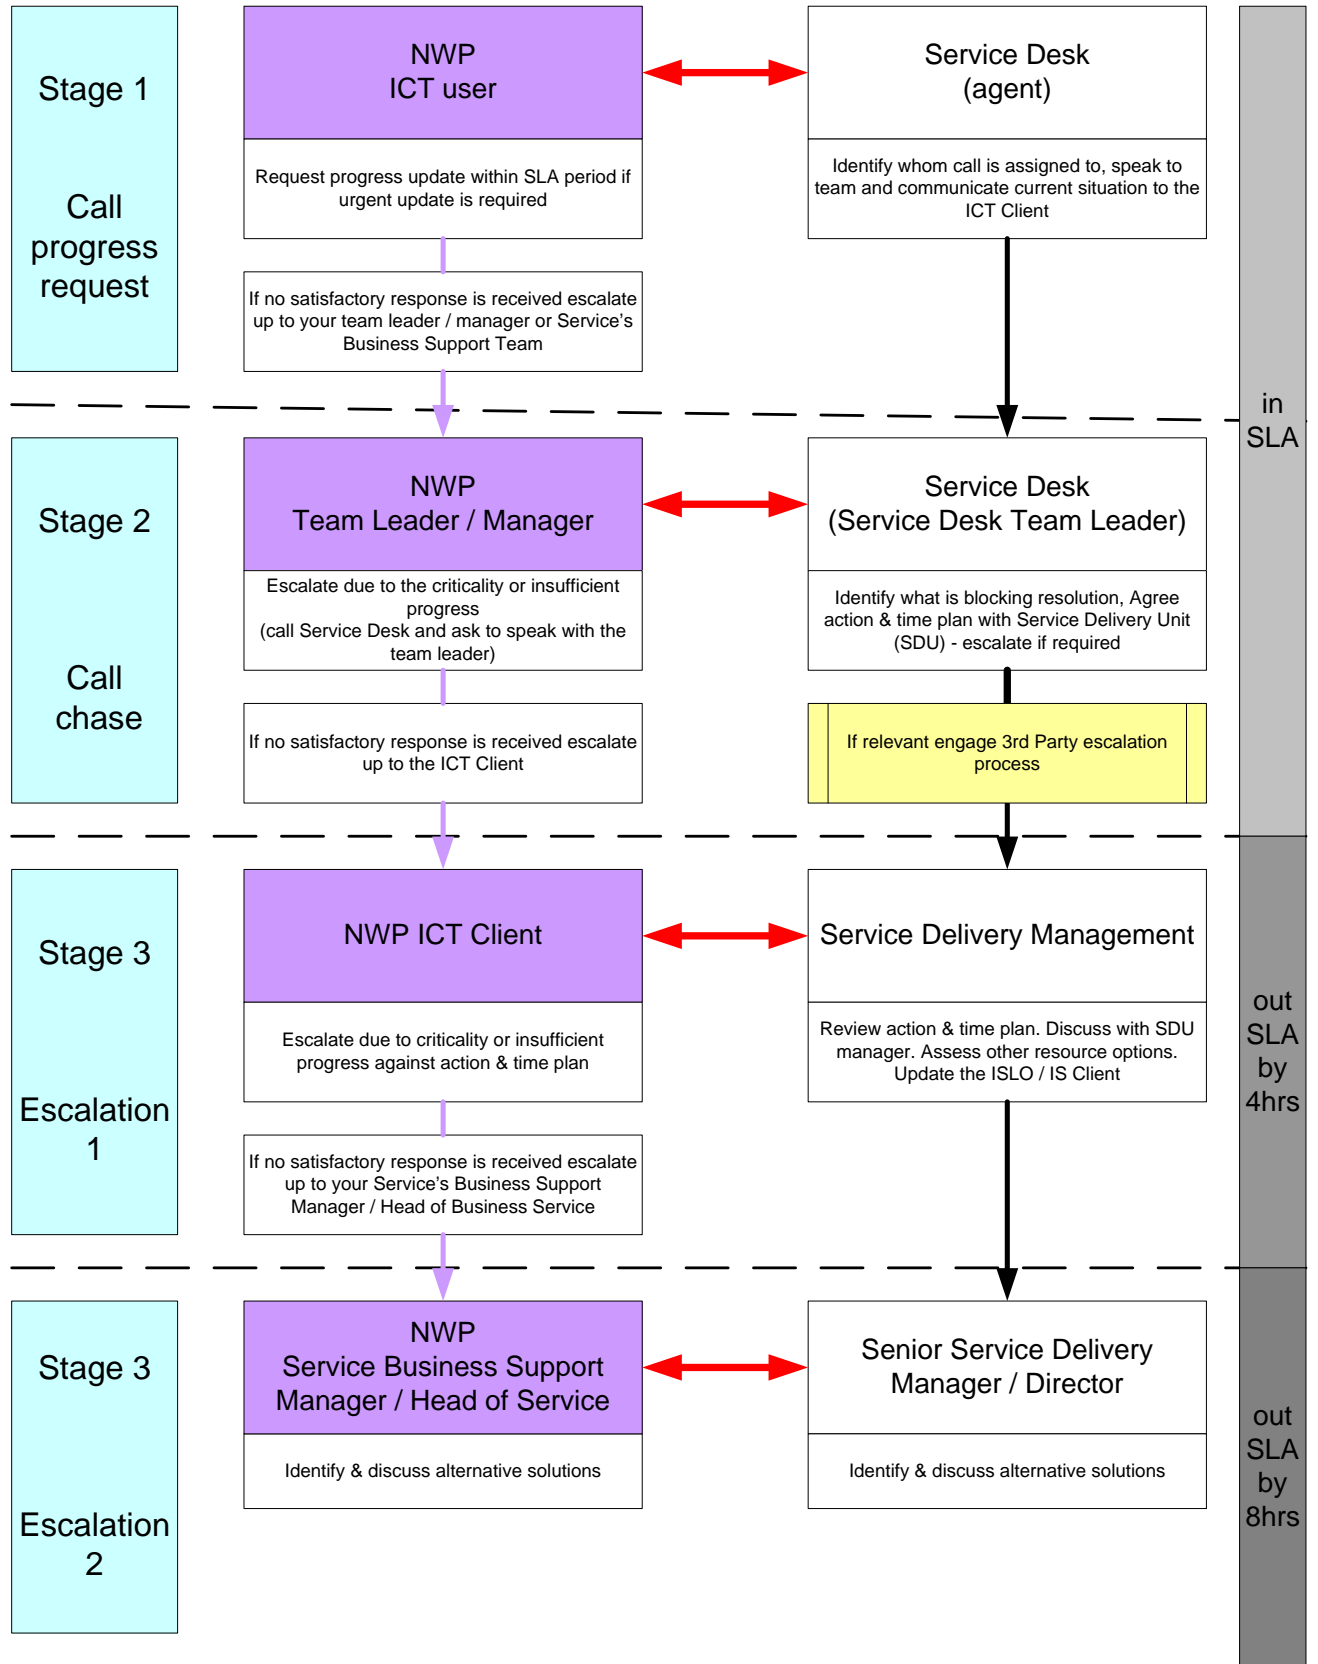 Stage 1
Call
progress
request
NWP
ICT user
Request progress update within SLA period if
urgent update is required
If no satisfactory response is received escalate
up to your team leader / manager or Service's
Business Support Team
Service Desk
(agent)
Identify whom call is assigned to, speak to
team and communicate current situation to the
ICT Client
in
SLA
Stage 2
Call
chase
NWP
Team Leader / Manager
Escalate due to the criticality or insufficient
progress
(call Service Desk and ask to speak with the
team leader)
If no satisfactory response is received escalate
up to the ICT Client
Service Desk
(Service Desk Team Leader)
Identify what is blocking resolution, Agree
action & time plan with Service Delivery Unit
(SDU) - escalate if required
If relevant engage 3rd Party escalation
process
Stage 3
Escalation
1
NWP ICT Client
Escalate due to criticality or insufficient
progress against action & time plan
If no satisfactory response is received escalate
up to your Service's Business Support
Manager / Head of Business Service
Service Delivery Management
Review action & time plan. Discuss with SDU
manager. Assess other resource options.
Update the ISLO / IS Client
out
SLA
by
4hrs
Stage 3
Escalation
2
NWP
Service Business Support
Manager / Head of Service
Identify & discuss alternative solutions
Senior Service Delivery
Manager / Director
Identify & discuss alternative solutions
out
SLA
by
8hrs